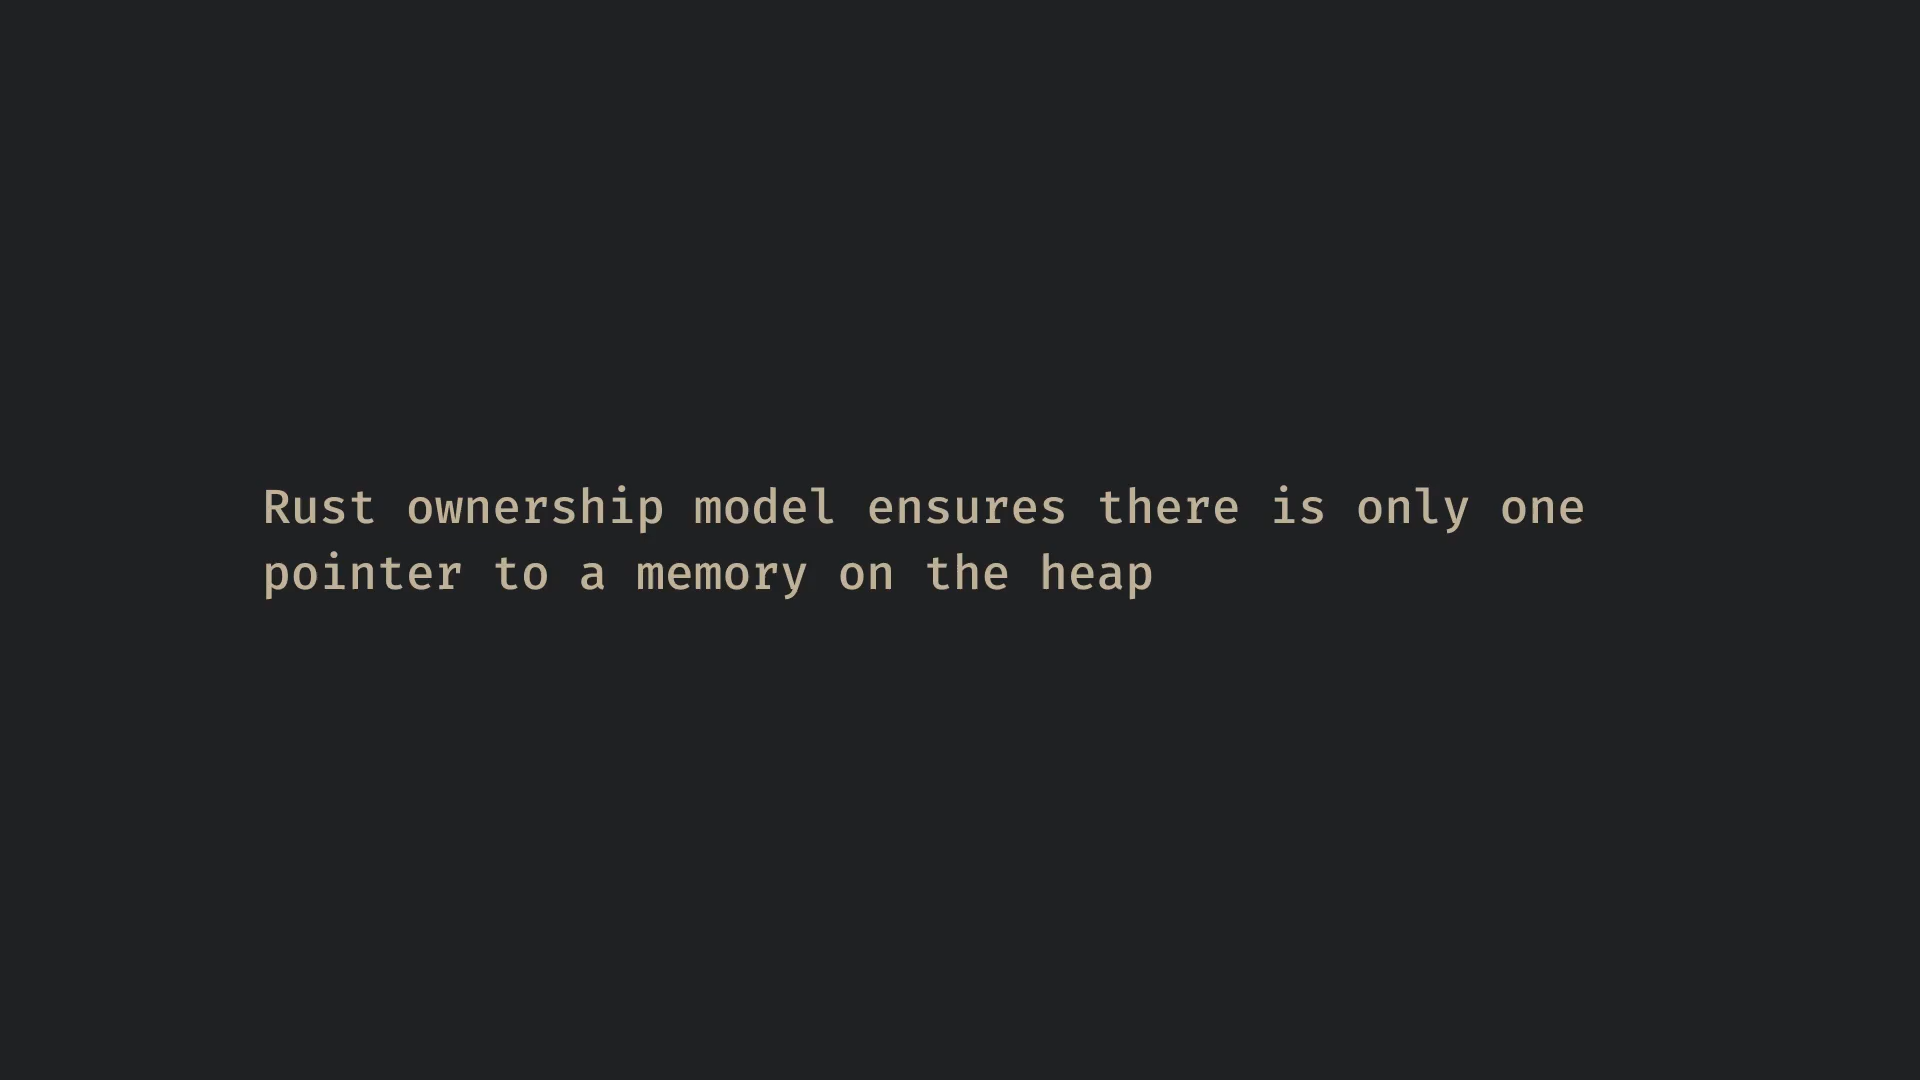 Rust ownership model ensures there is only one
pointer to a memory on the heap